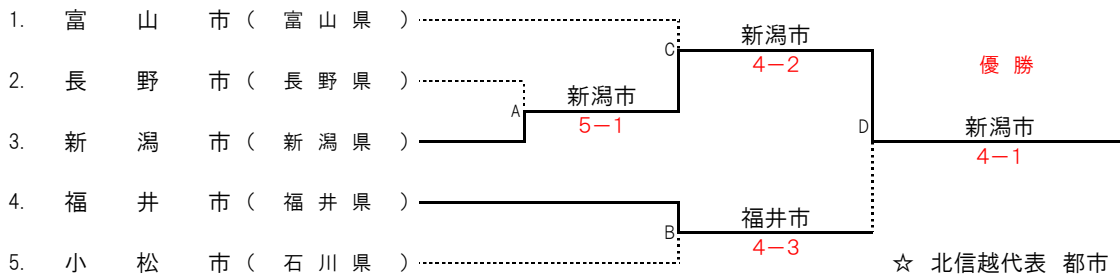 1. 富山市（富山県）
C 新潟市
4－2
優勝
2. 長野市（長野県）
A 新潟市
5－1
3. 新潟市（新潟県）
D 新潟市
4－1
4. 福井市（福井県）
B 福井市
4－3
5. 小松市（石川県）
☆ 北信越代表 都市